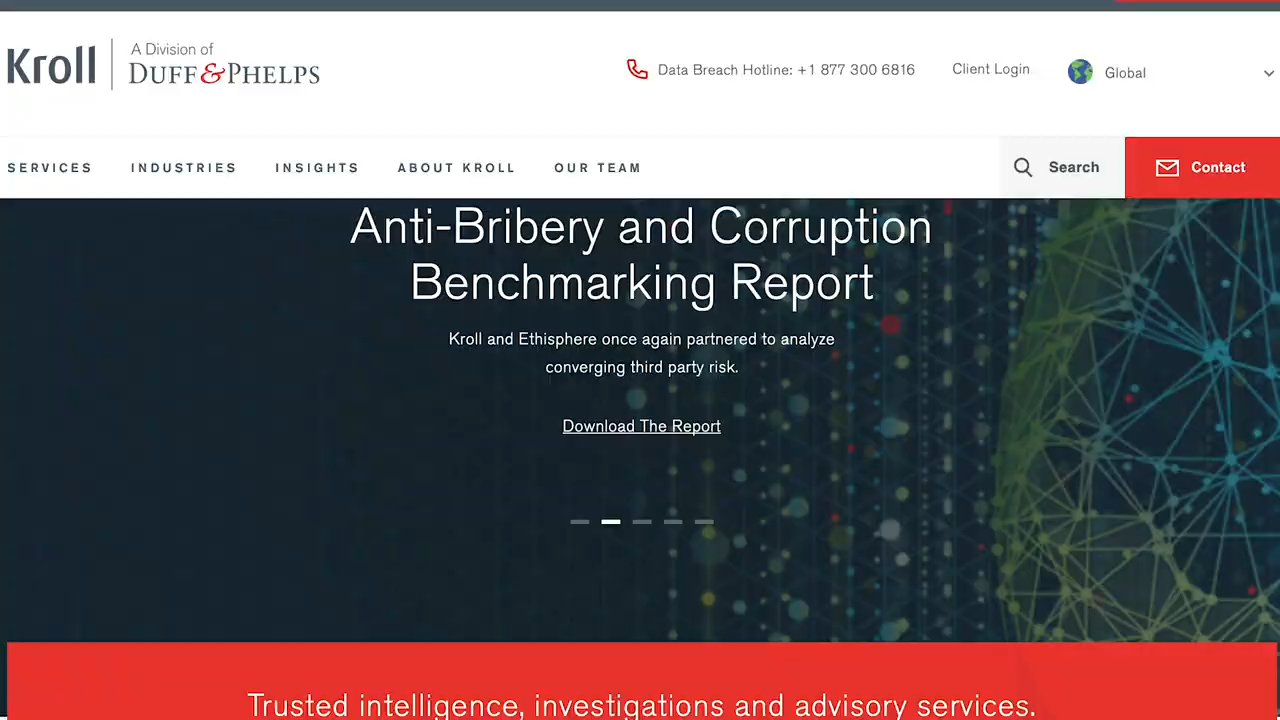 Kroll
A Division of
DUFF & PHELPS
Data Breach Hotline: +1 877 300 6816
Client Login
Global
SERVICES
INDUSTRIES
INSIGHTS
ABOUT KROLL
OUR TEAM
Search
Contact
Anti-Bribery and Corruption
Benchmarking Report
Kroll and Ethisphere once again partnered to analyze
converging third party risk.
Download The Report
Trusted intelligence, investigations and advisory services.